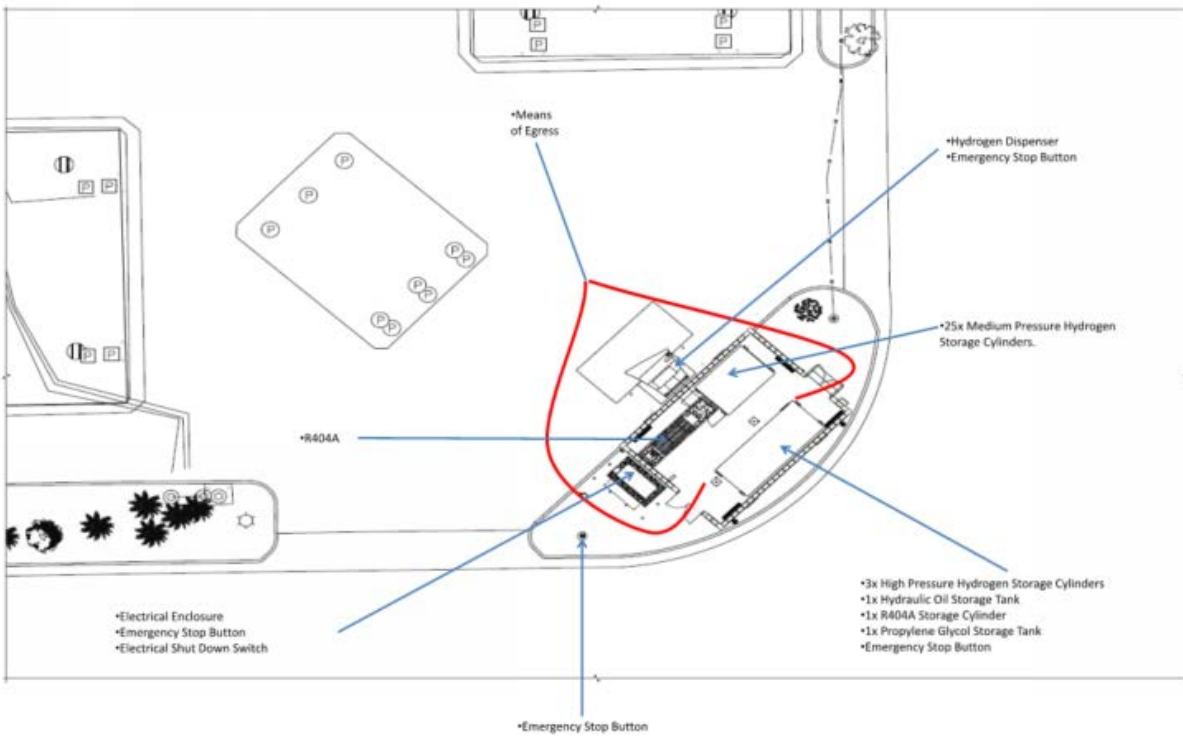 P
P
P
P
•Means
of Egress
•Hydrogen Dispenser
•Emergency Stop Button
P
P
P
P P
P
P
P
P
P
P
P
•25x Medium Pressure Hydrogen
Storage Cylinders.
P P
•R404A
•3x High Pressure Hydrogen Storage Cylinders
•1x Hydraulic Oil Storage Tank
•1x R404A Storage Cylinder
•1x Propylene Glycol Storage Tank
•Emergency Stop Button
•Electrical Enclosure
•Emergency Stop Button
•Electrical Shut Down Switch
•Emergency Stop Button